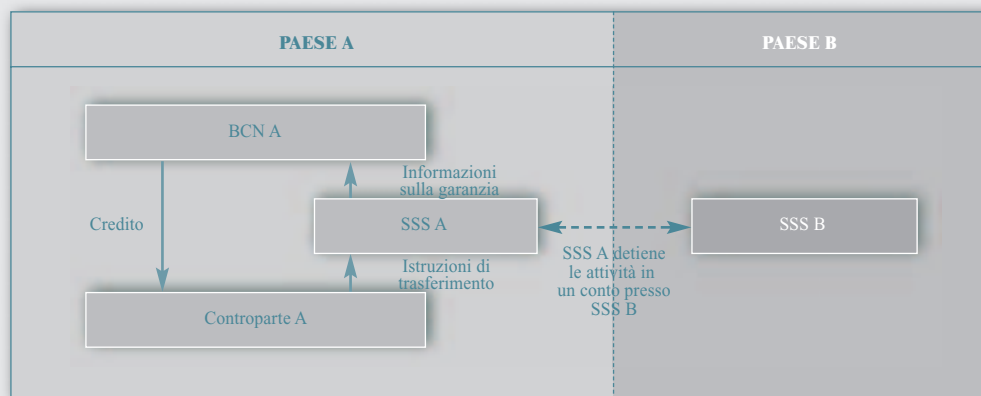 PAESE A
PAESE B
BCN A
Informazioni
sulla garanzia
Credito
SSS A
SSS B
Istruzioni di
trasferimento
SSS A detiene
le attività in
un conto presso
SSS B
Controparte A